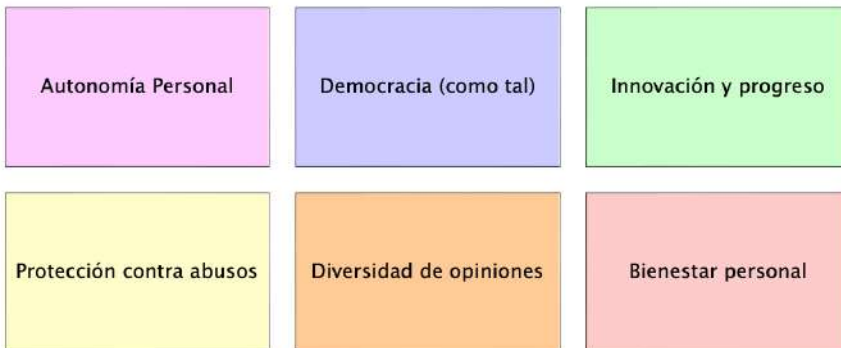 Autonomía Personal
Democracia (como tal)
Innovación y progreso
Protección contra abusos
Diversidad de opiniones
Bienestar personal